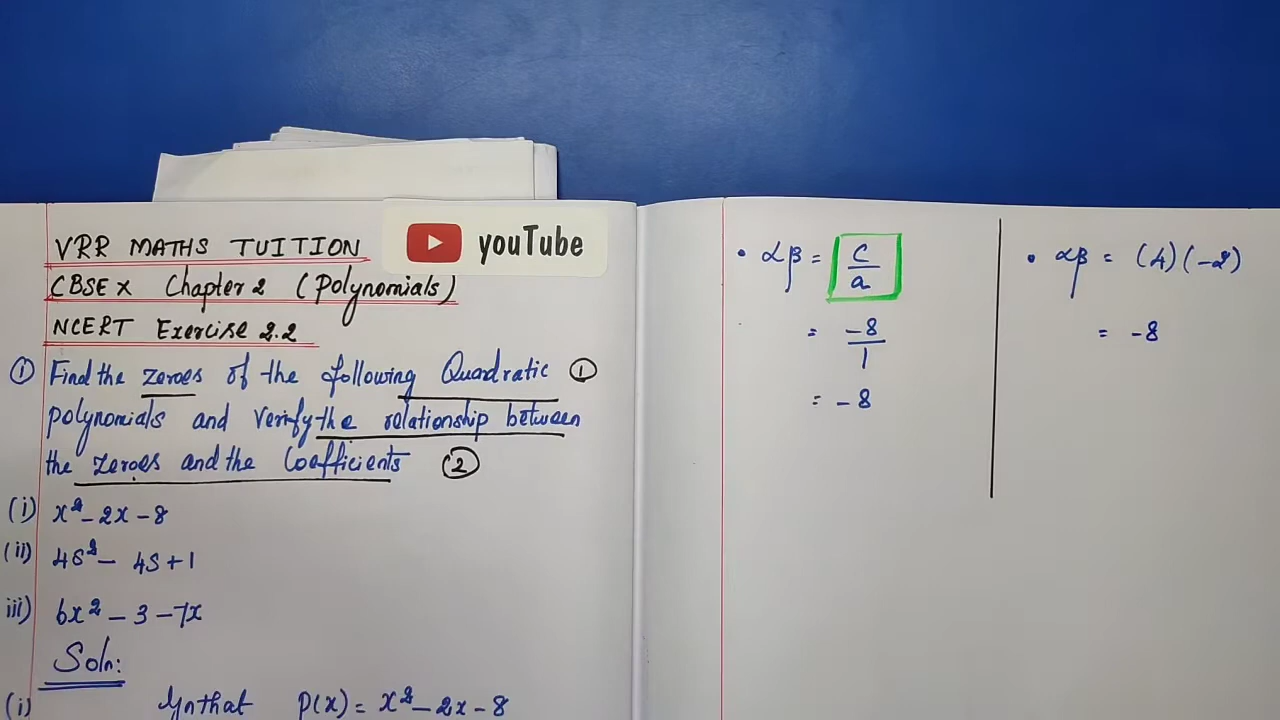 VRR MATHS TUITION
youTube
CBSE X Chapter 2 (Polynomials)
NCERT Exercise 2.2
① Find the zeroes of the following Quadratic ①
polynomials and verify the relationship between
the zeroes and the Coefficients ②
(i) x² - 2x - 8
(ii) 4s² - 4s + 1
iii) 6x² - 3 - 7x
Soln:
(i) Gn that P(x) = x² - 2x - 8
• αβ = c/a
= -8/1
= -8
• αβ = (4)(-2)
= -8